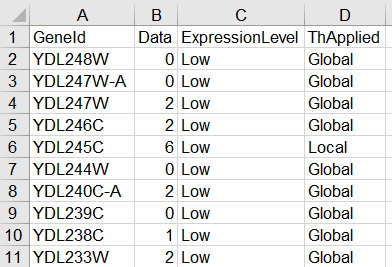 A B C D
1 GeneId Data ExpressionLevel ThApplied
2 YDL248W 0 Low Global
3 YDL247W-A 0 Low Global
4 YDL247W 2 Low Global
5 YDL246C 2 Low Global
6 YDL245C 6 Low Local
7 YDL244W 0 Low Global
8 YDL240C-A 2 Low Global
9 YDL239C 0 Low Global
10 YDL238C 1 Low Global
11 YDL233W 2 Low Global